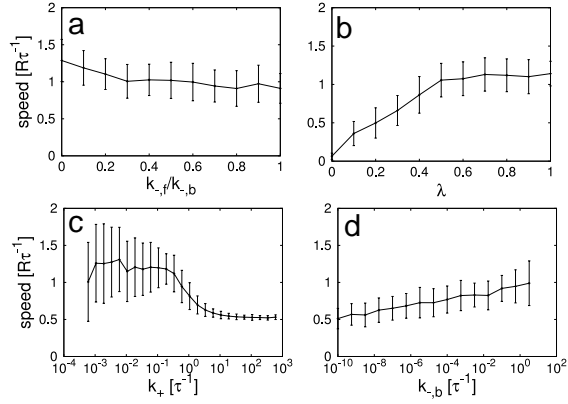 a
b
2
1.5
1
0.5
0
speed [Rτ⁻¹]
0 0.2 0.4 0.6 0.8 1
k₋,f/k₋,b
2
1.5
1
0.5
0
0 0.2 0.4 0.6 0.8 1
λ
c
d
2
1.5
1
0.5
0
speed [Rτ⁻¹]
10⁻⁴ 10⁻³ 10⁻² 10⁻¹ 10⁰ 10¹ 10² 10³
k₊ [τ⁻¹]
2
1.5
1
0.5
0
10⁻¹⁰ 10⁻⁸ 10⁻⁶ 10⁻⁴ 10⁻² 10⁰ 10²
k₋,b [τ⁻¹]